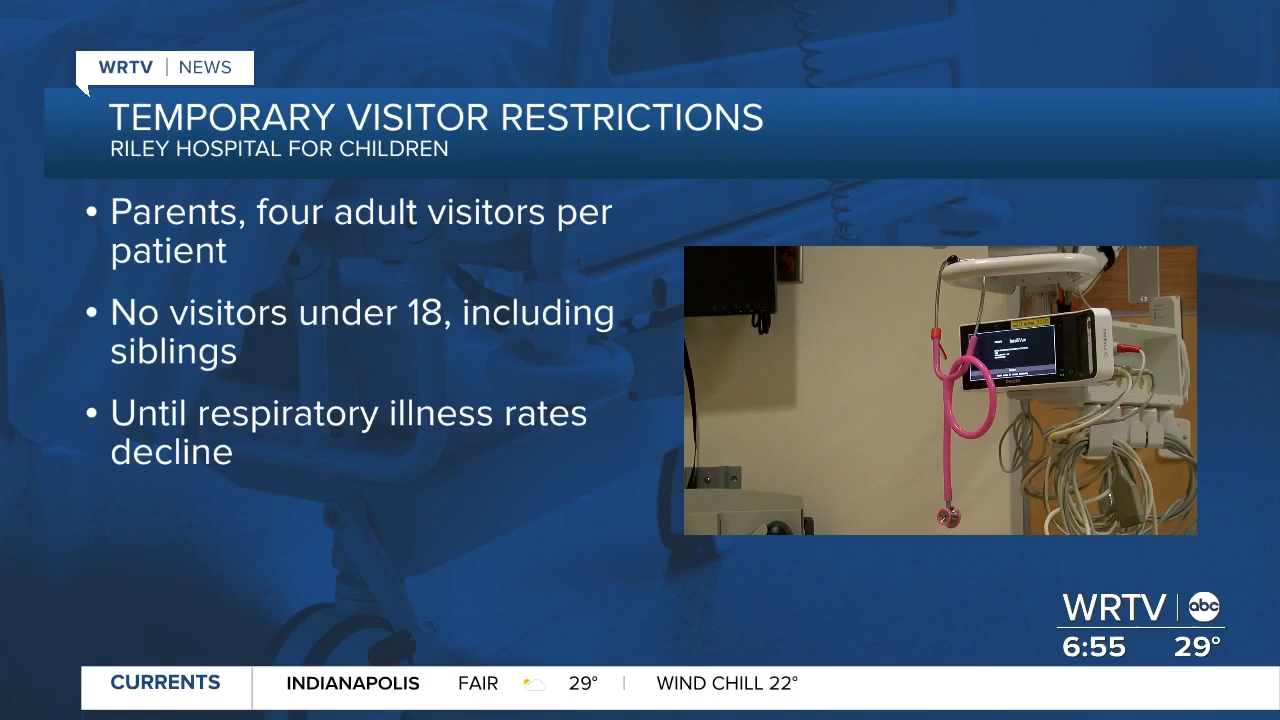 WRTV | NEWS
TEMPORARY VISITOR RESTRICTIONS
RILEY HOSPITAL FOR CHILDREN
• Parents, four adult visitors per
patient
• No visitors under 18, including
siblings
• Until respiratory illness rates
decline
WRTV | abc
6:55 29°
CURRENTS INDIANAPOLIS FAIR 29° | WIND CHILL 22°